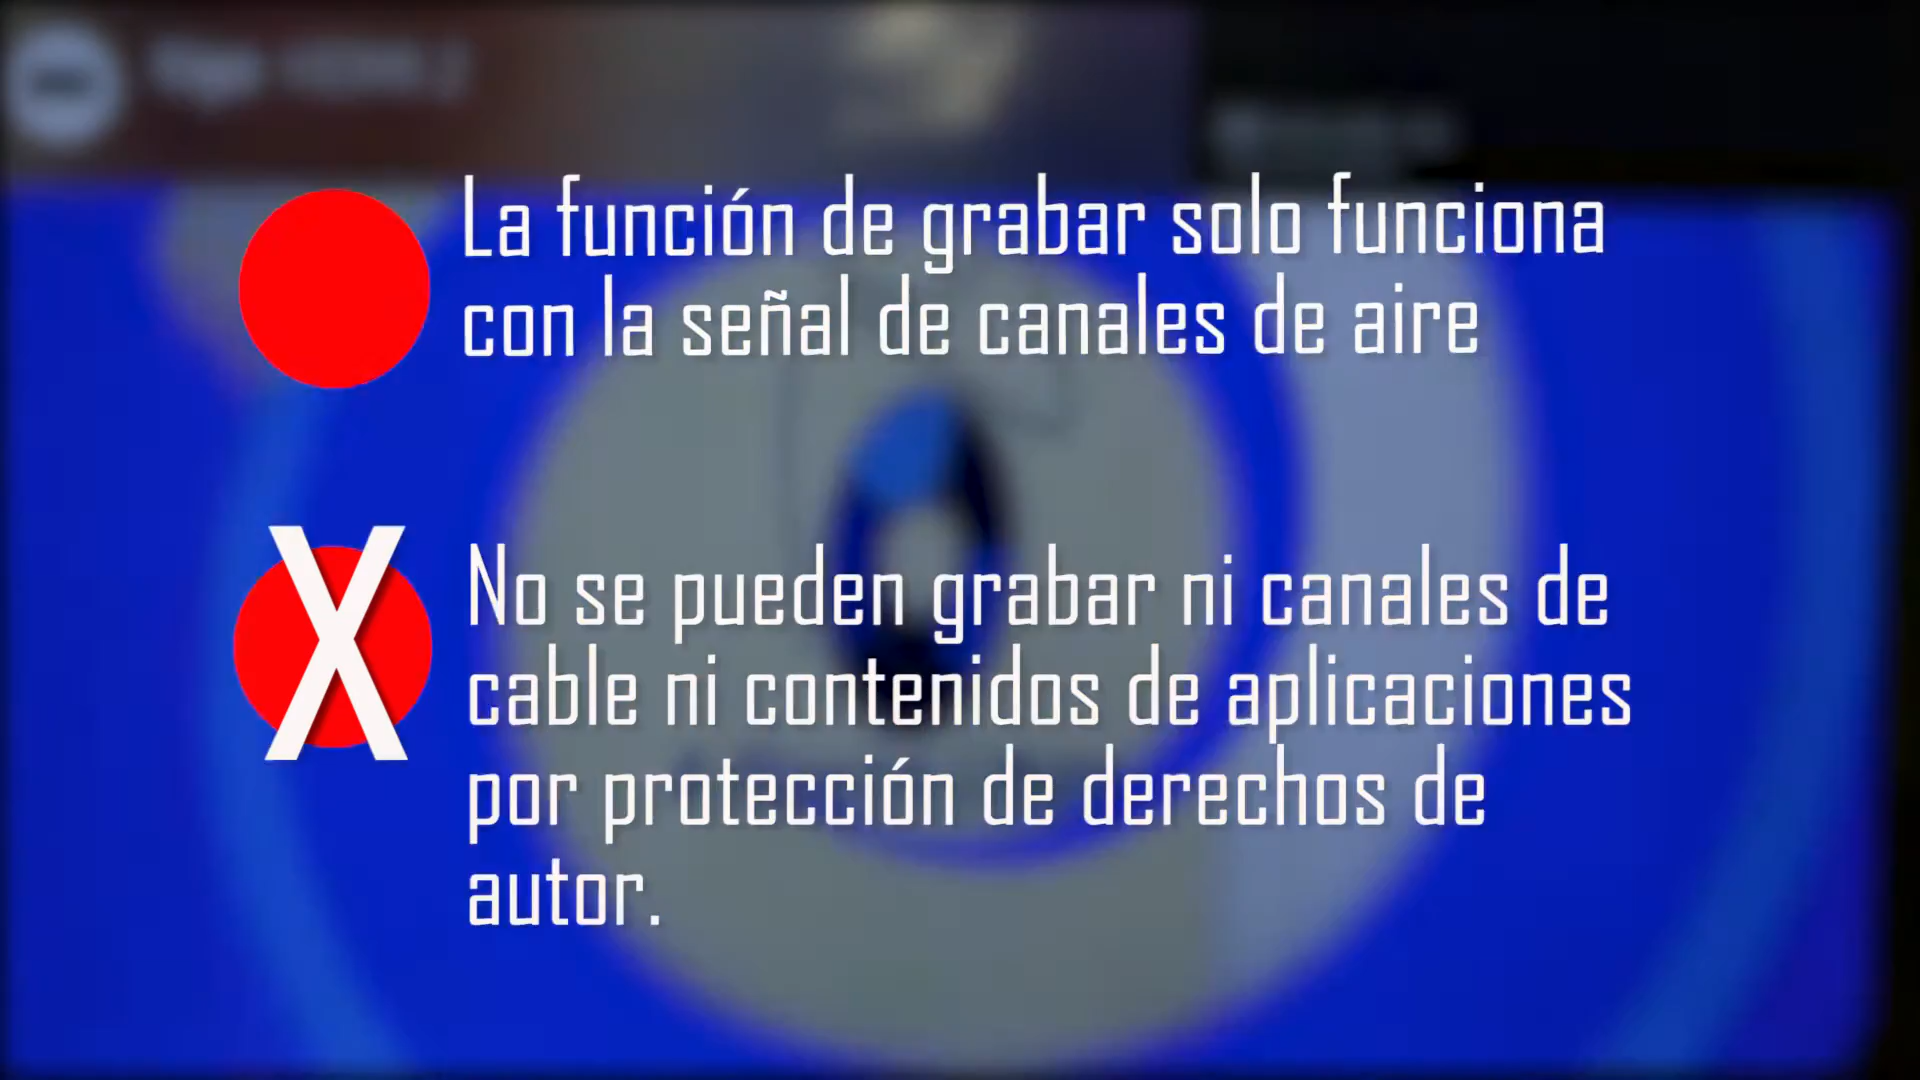 La función de grabar solo funciona
con la señal de canales de aire
X
No se pueden grabar ni canales de
cable ni contenidos de aplicaciones
por protección de derechos de
autor.